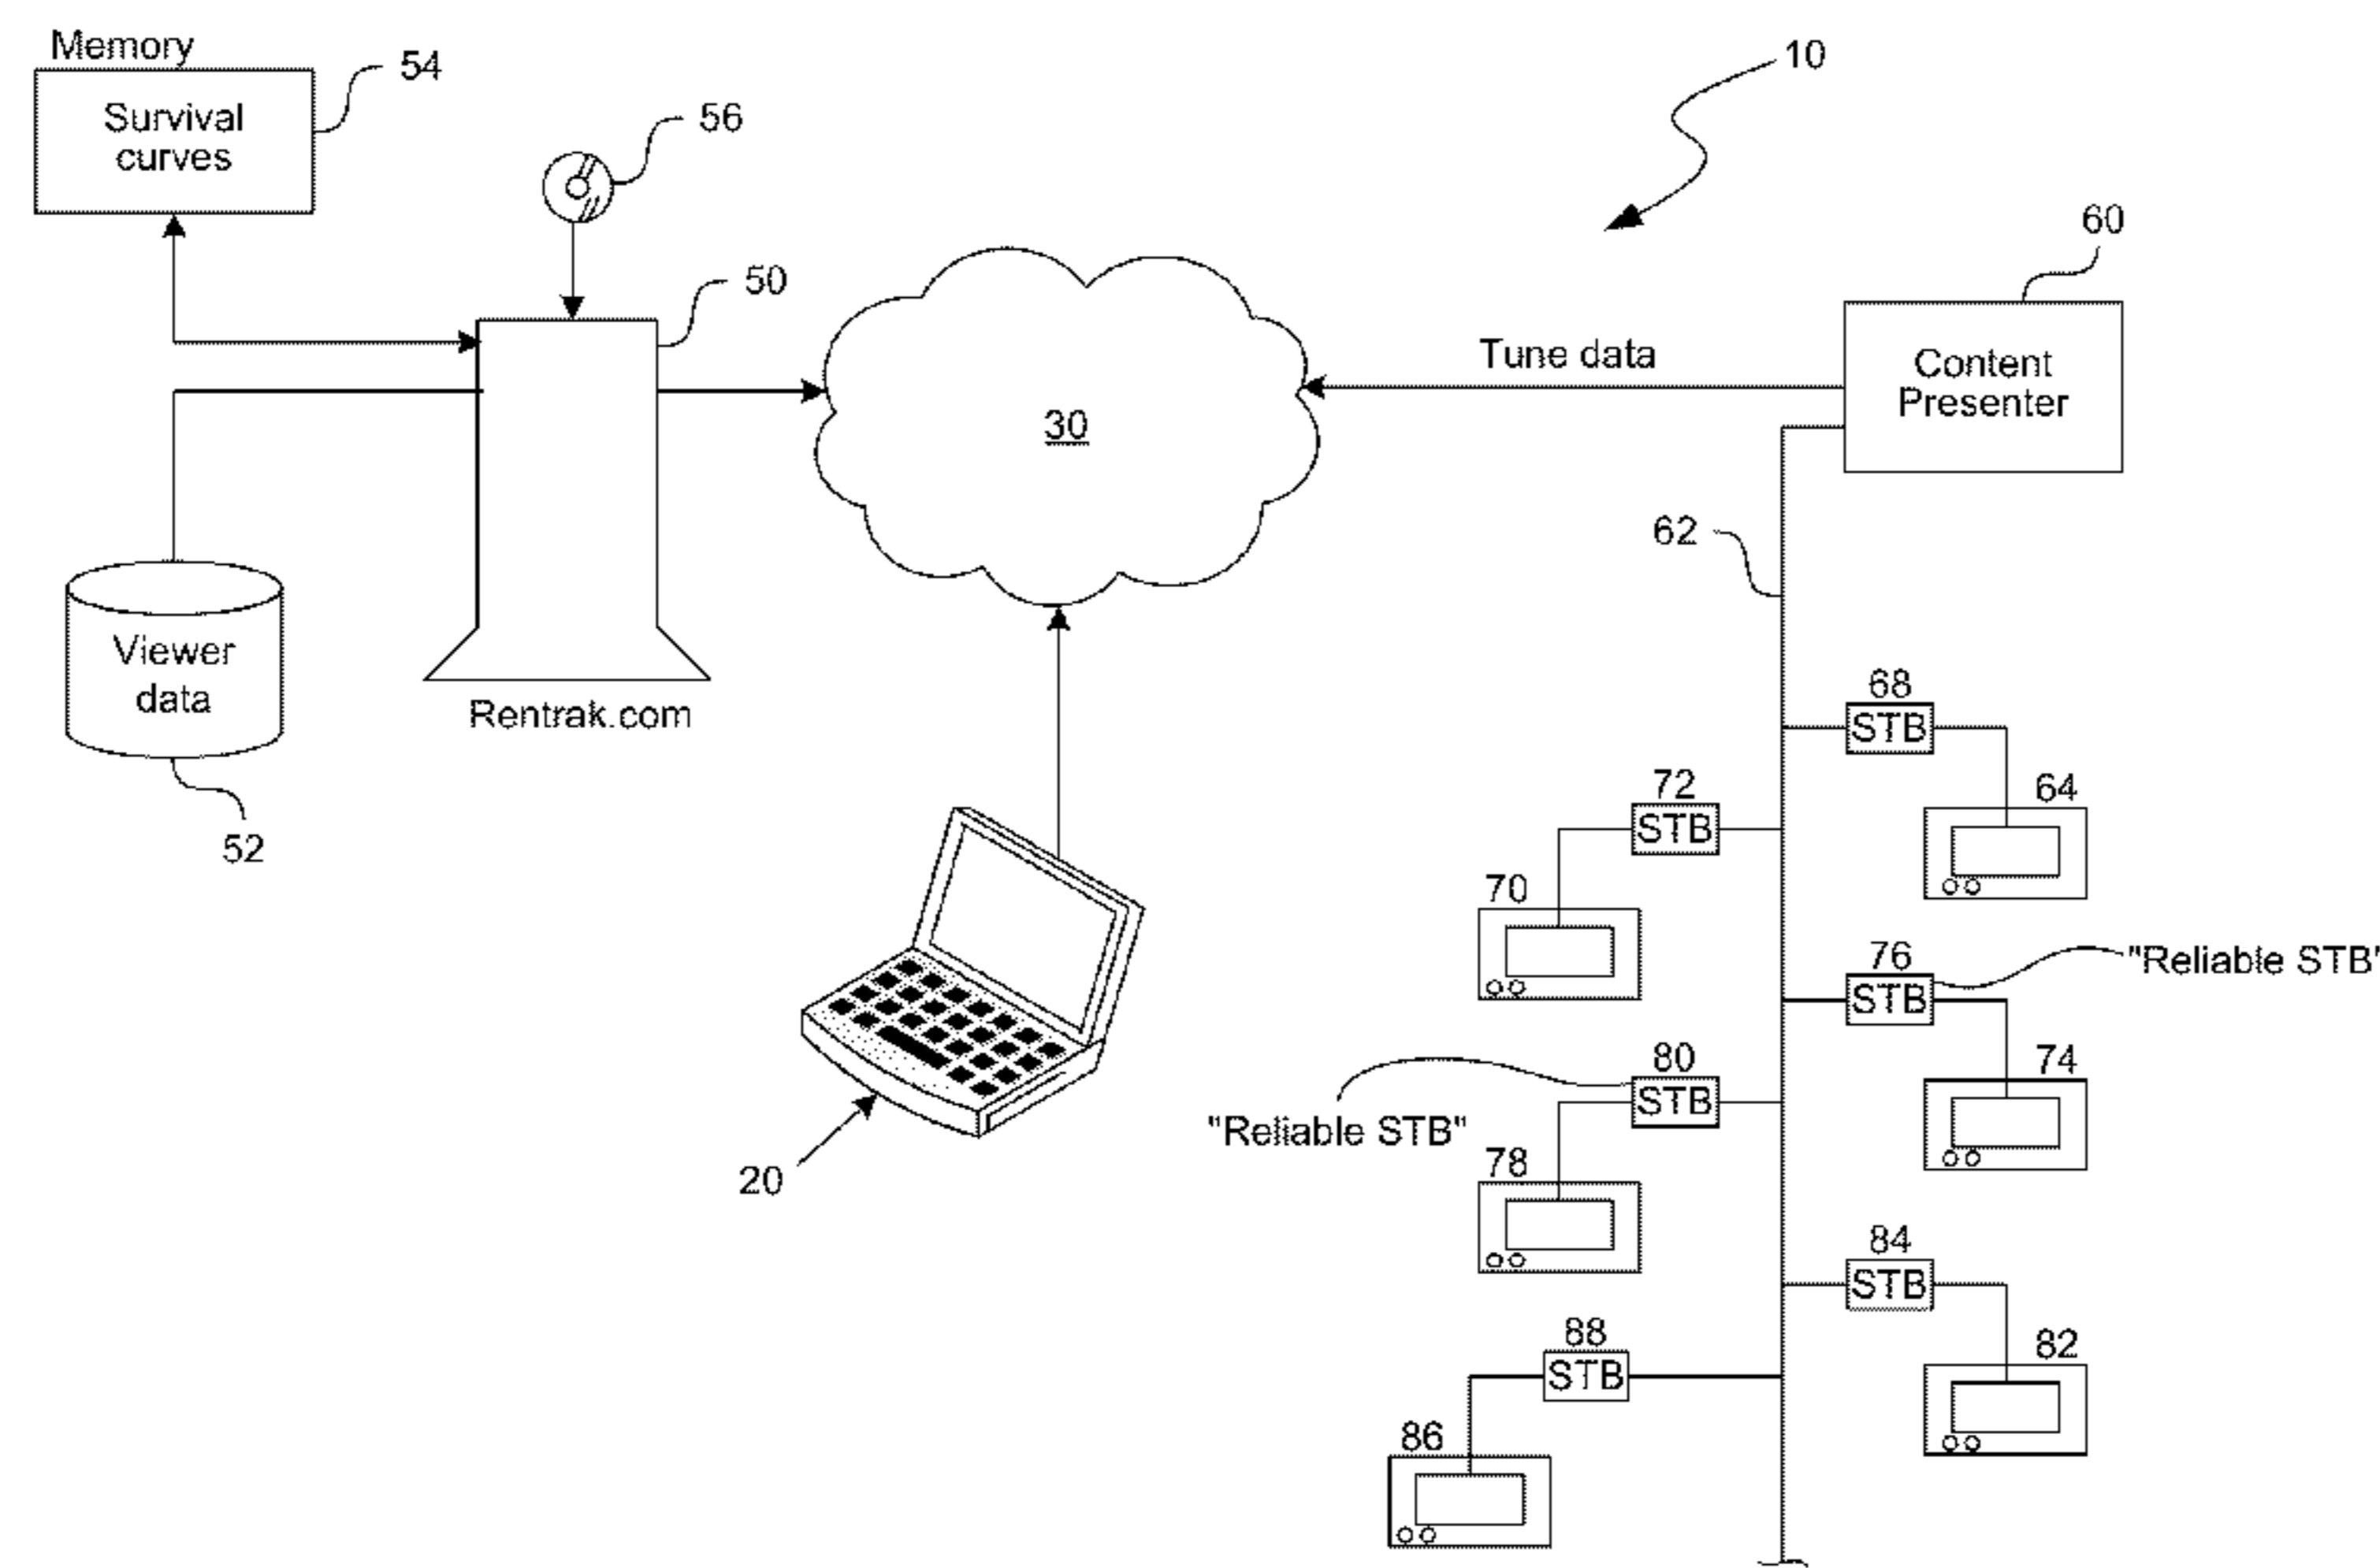 Memory
54
Survival
curves
56
10
50
60
Content
Presenter
Tune data
30
62
Viewer
data
Rentrak.com
52
68
STB
64
72
STB
70
76
STB
"Reliable STB"
74
80
STB
"Reliable STB"
78
20
84
STB
82
88
STB
86